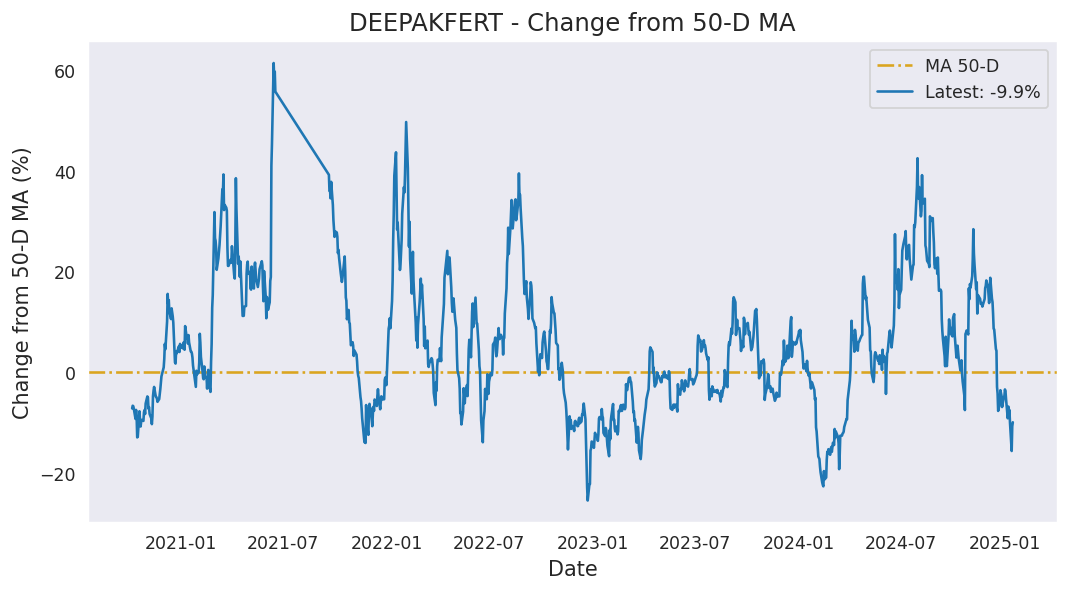 DEEPAKFERT - Change from 50-D MA
MA 50-D
Latest: -9.9%
Change from 50-D MA (%)
60
40
20
0
−20
2021-01
2021-07
2022-01
2022-07
2023-01
2023-07
2024-01
2024-07
2025-01
Date